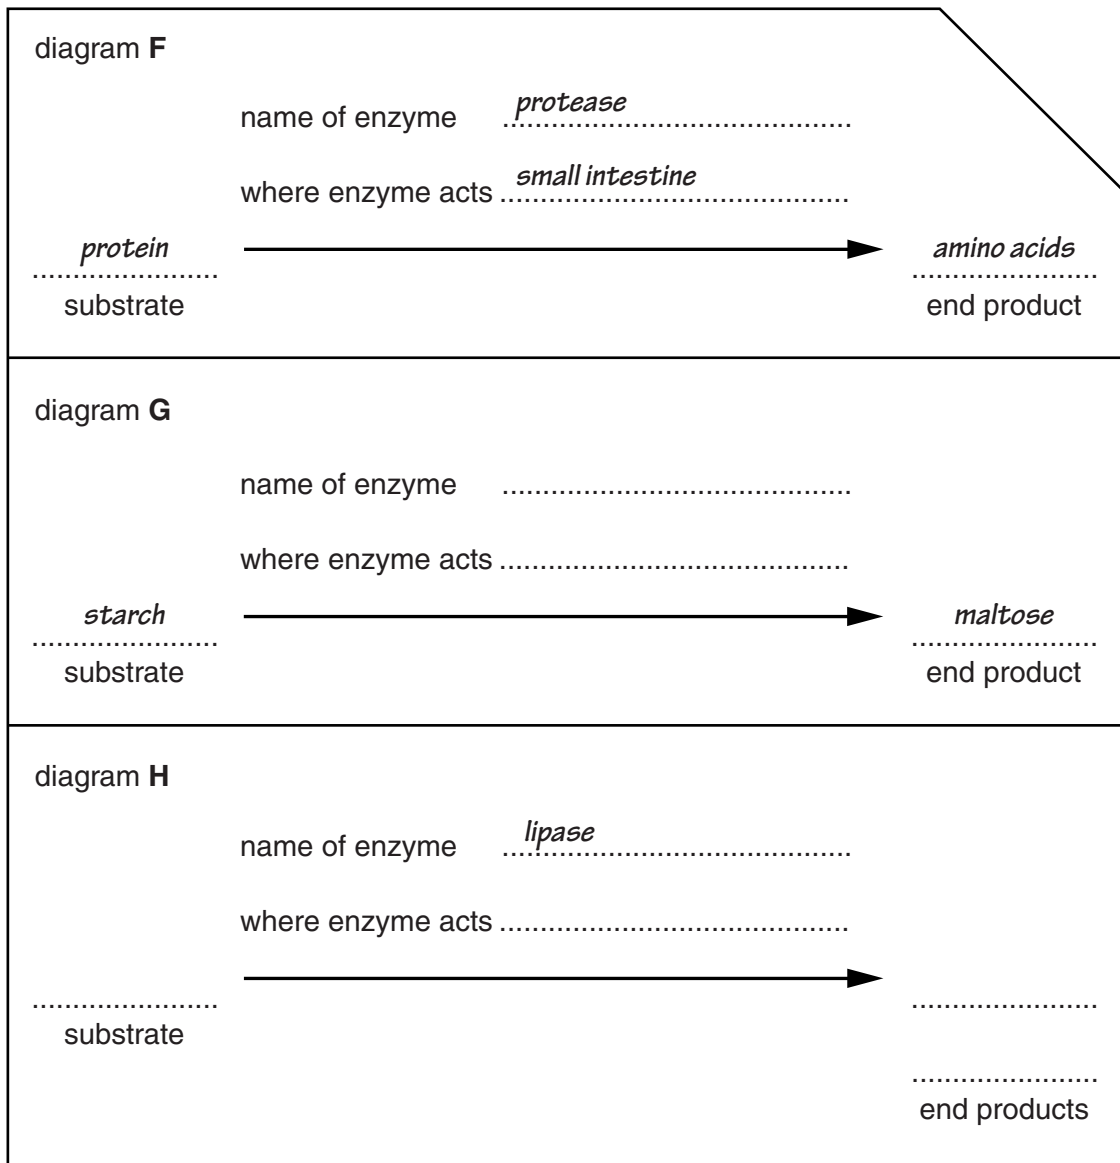 diagram F
name of enzyme protease
where enzyme acts small intestine
protein amino acids
substrate end product
diagram G
name of enzyme
where enzyme acts
starch maltose
substrate end product
diagram H
name of enzyme lipase
where enzyme acts
substrate
end products